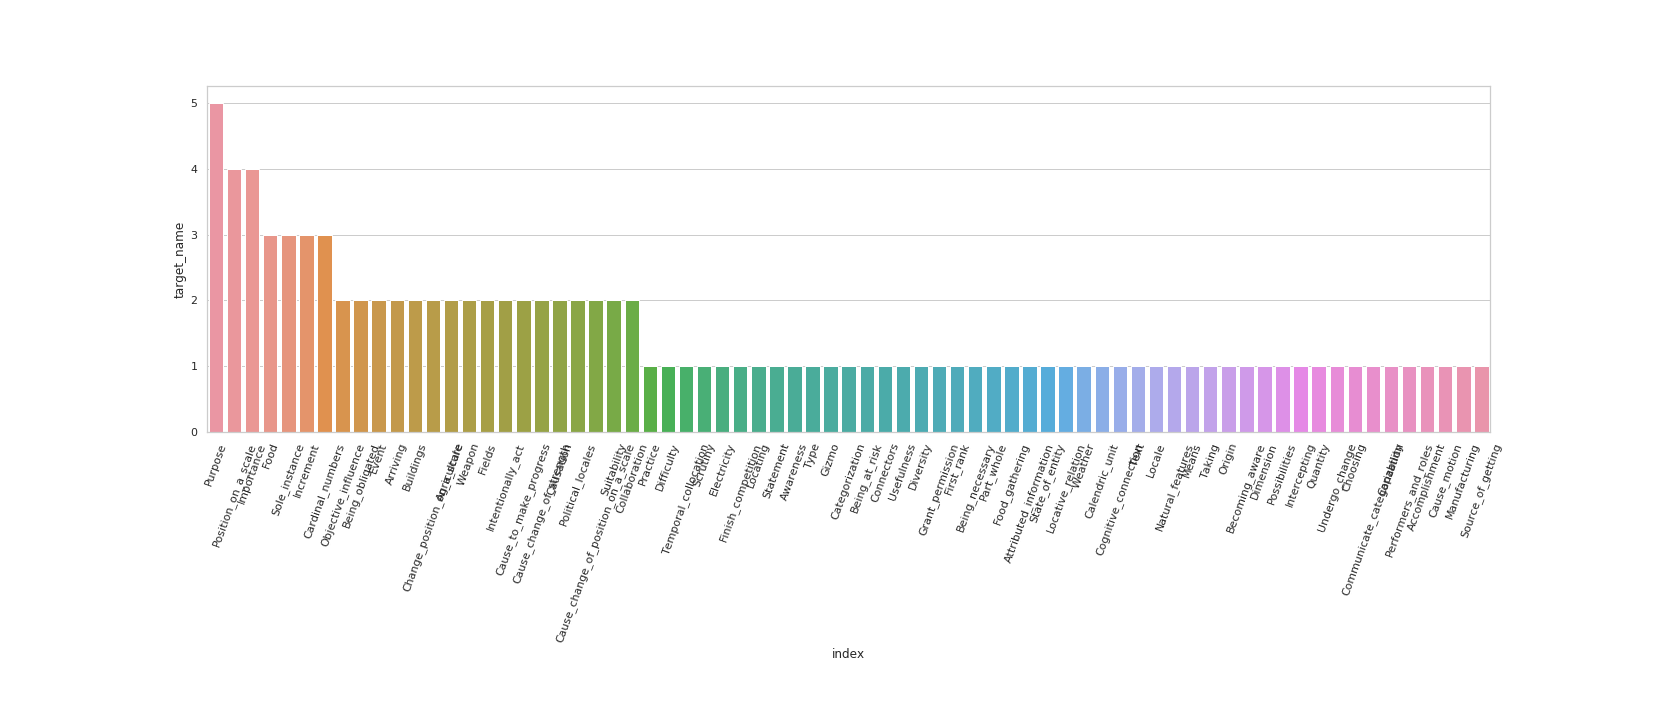 5
4
3
2
1
0
target_name
Purpose
Position_on_a_scale
Importance
Food
Sole_instance
Increment
Cardinal_numbers
Objective_influence
Being_obligated
Event
Arriving
Buildings
Change_position_on_a_scale
Agriculture
Weapon
Fields
Intentionally_act
Cause_to_make_progress
Cause_change_of_strength
Causation
Political_locales
Suitability
Cause_change_of_position_on_a_scale
Collaboration
Practice
Difficulty
Temporal_collocation
Scrutiny
Electricity
Finish_competition
Locating
Statement
Awareness
Type
Gizmo
Categorization
Being_at_risk
Connectors
Usefulness
Diversity
Grant_permission
First_rank
Being_necessary
Part_whole
Food_gathering
Attributed_information
State_of_entity
Locative_relation
Weather
Calendric_unit
Cognitive_connection
Text
Locale
Natural_features
Means
Taking
Origin
Becoming_aware
Dimension
Possibilities
Intercepting
Quantity
Undergo_change
Choosing
Communicate_categorization
Capability
Performers_and_roles
Accomplishment
Cause_motion
Manufacturing
Source_of_getting
index